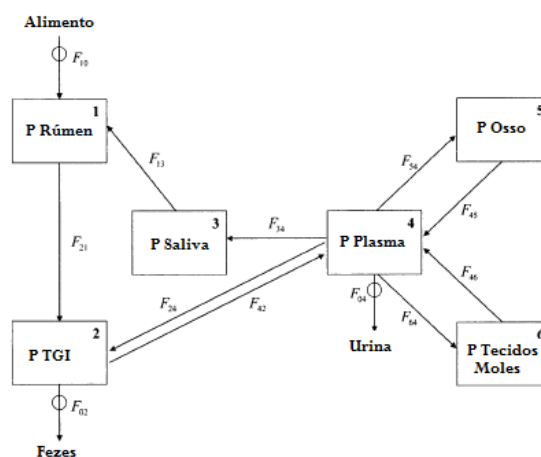 Alimento
F10
1
P Rúmen
F13
F21
3
P Saliva
F34
4
P Plasma
F54
5
P Osso
F45
F24
F42
F04
Urina
F64
F46
6
P Tecidos
Moles
2
P TGI
F02
Fezes